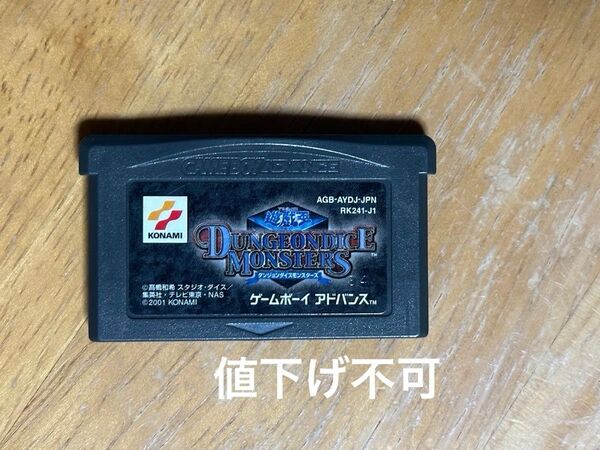 GAME BOY ADVANCE
AGB-AYDJ-JPN
RK241-J1
KONAMI
遊戯王
DUNGEONDICE
MONSTERS
ダンジョンダイスモンスターズ
©高橋和希 スタジオ・ダイス/
集英社・テレビ東京・NAS
©2001 KONAMI
ゲームボーイ アドバンス™
値下げ不可